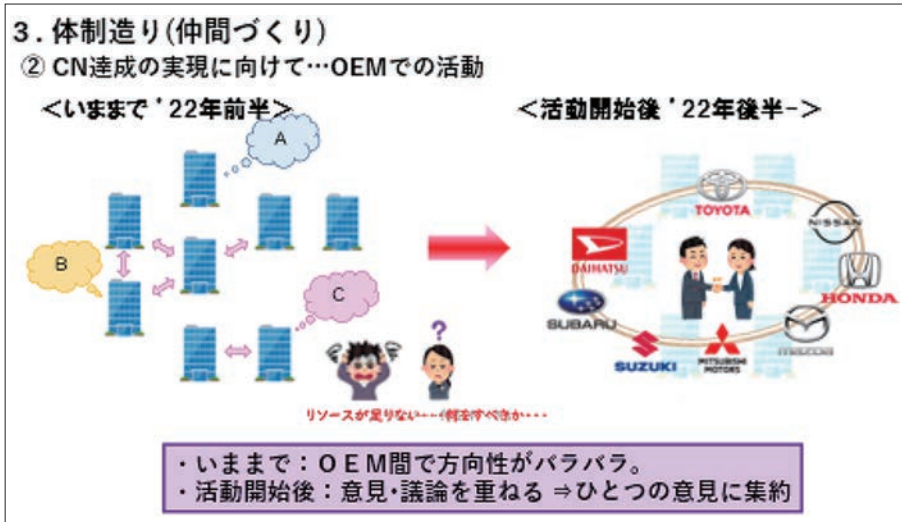 3．体制造り(仲間づくり)
② CN達成の実現に向けて…OEMでの活動
＜いままで ’22年前半＞
＜活動開始後 ’22年後半-＞
A
B
C
?
リソースが足りない・・・(何をすべきか・・・
TOYOTA
NISSAN
DAIHATSU
HONDA
SUBARU
mazda
SUZUKI
MITSUBISHI
MOTORS
・いままで：ＯＥＭ間で方向性がバラバラ。
・活動開始後：意見・議論を重ねる ⇒ひとつの意見に集約